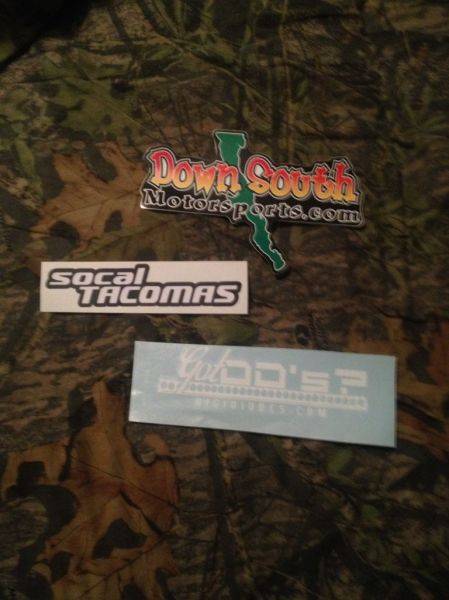 Down South
Motorsports.com
socal
TACOMAS
Got DD's?